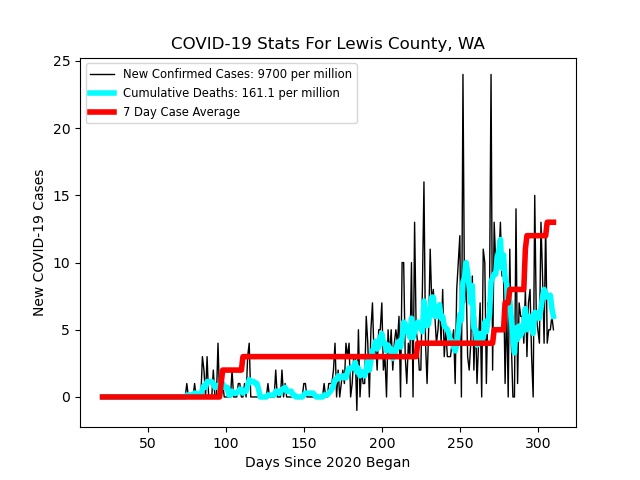 COVID-19 Stats For Lewis County, WA
New Confirmed Cases: 9700 per million
Cumulative Deaths: 161.1 per million
7 Day Case Average
New COVID-19 Cases
25
20
15
10
5
0
50 100 150 200 250 300
Days Since 2020 Began